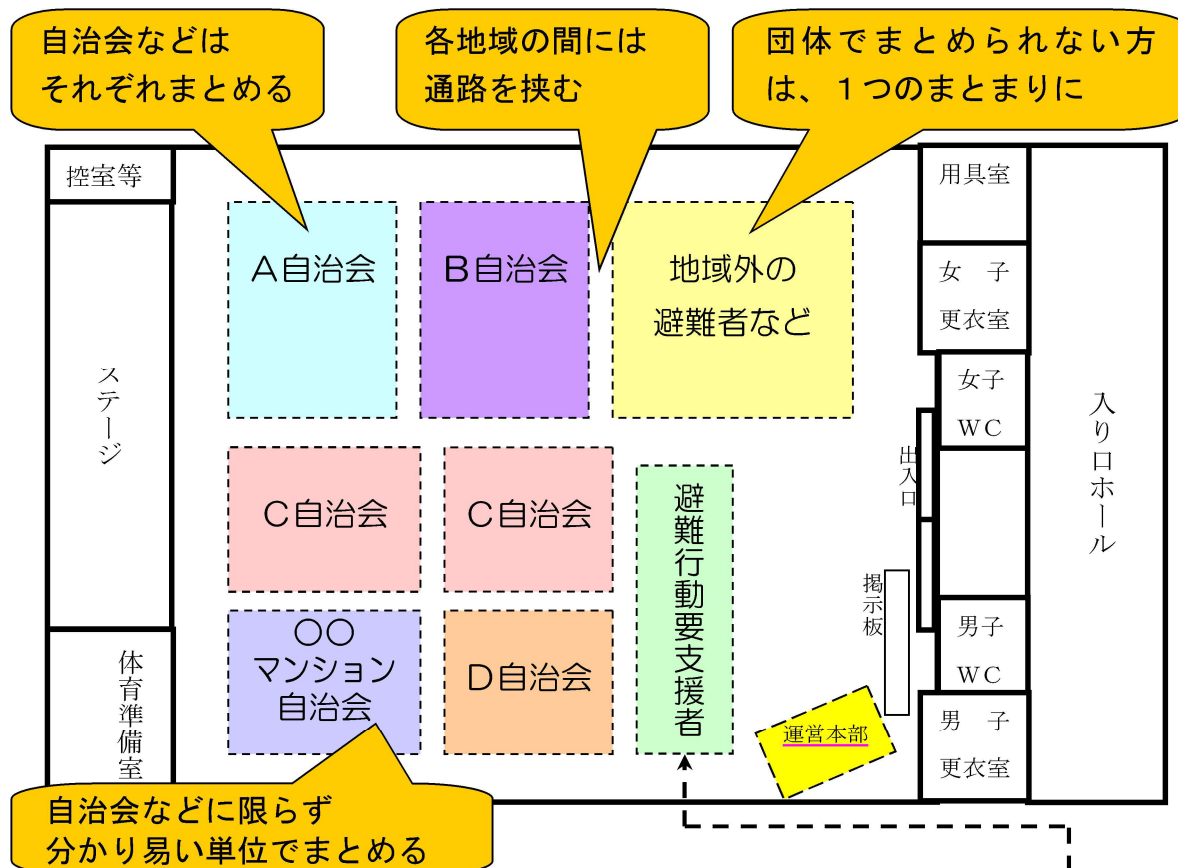 自治会などは
それぞれまとめる
各地域の間には
通路を挟む
団体でまとめられない方
は、１つのまとまりに
控室等
ステージ
体育準備室
Ａ自治会
Ｂ自治会
地域外の
避難者など
Ｃ自治会
Ｃ自治会
〇〇
マンション
自治会
Ｄ自治会
避難行動要支援者
運営本部
掲示板
出入口
用具室
女　子
更衣室
女子
ＷＣ
男子
ＷＣ
男　子
更衣室
入り口ホール
自治会などに限らず
分かり易い単位でまとめる